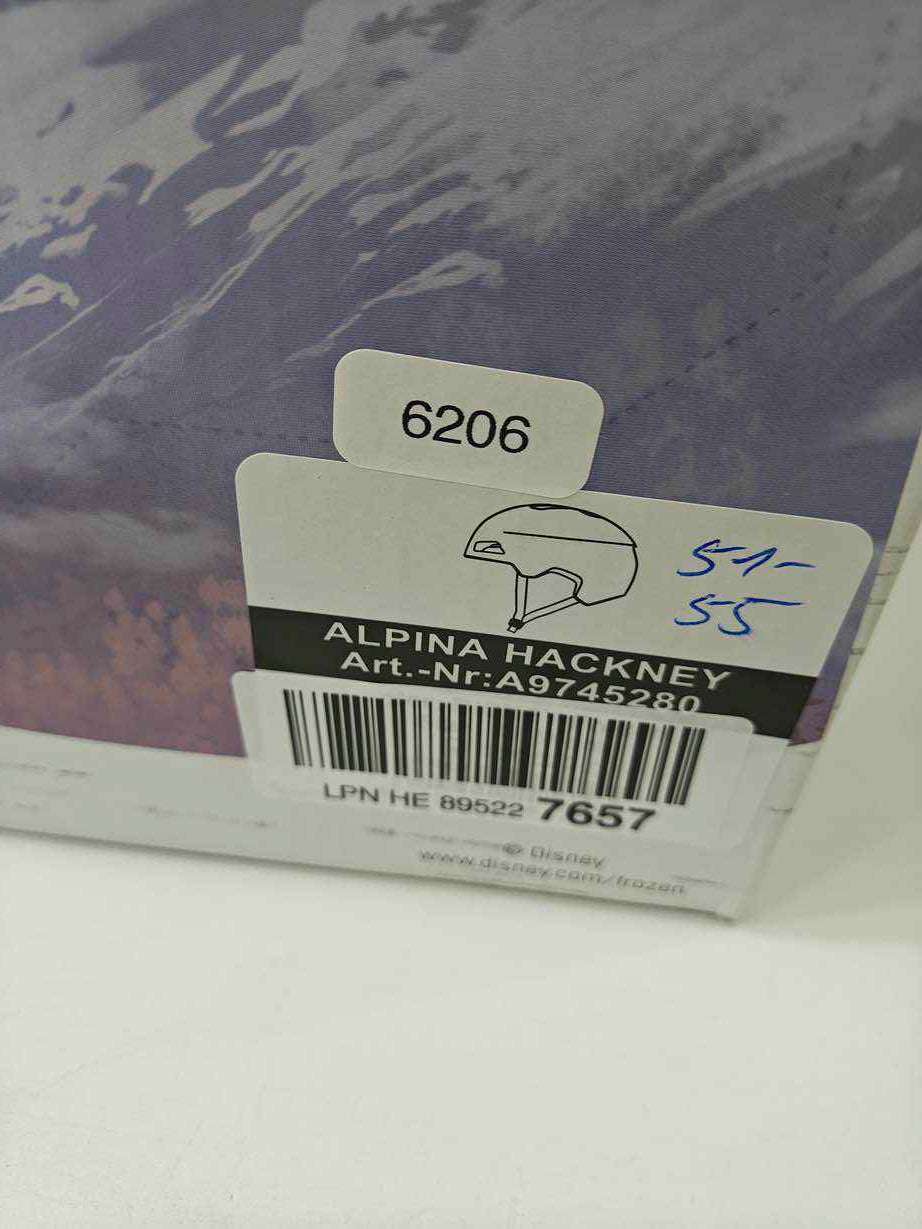 6206
51-
55
ALPINA HACKNEY
Art.-Nr:A9745280
LPN HE 89522 7657
© Disney
www.disney.com/frozen